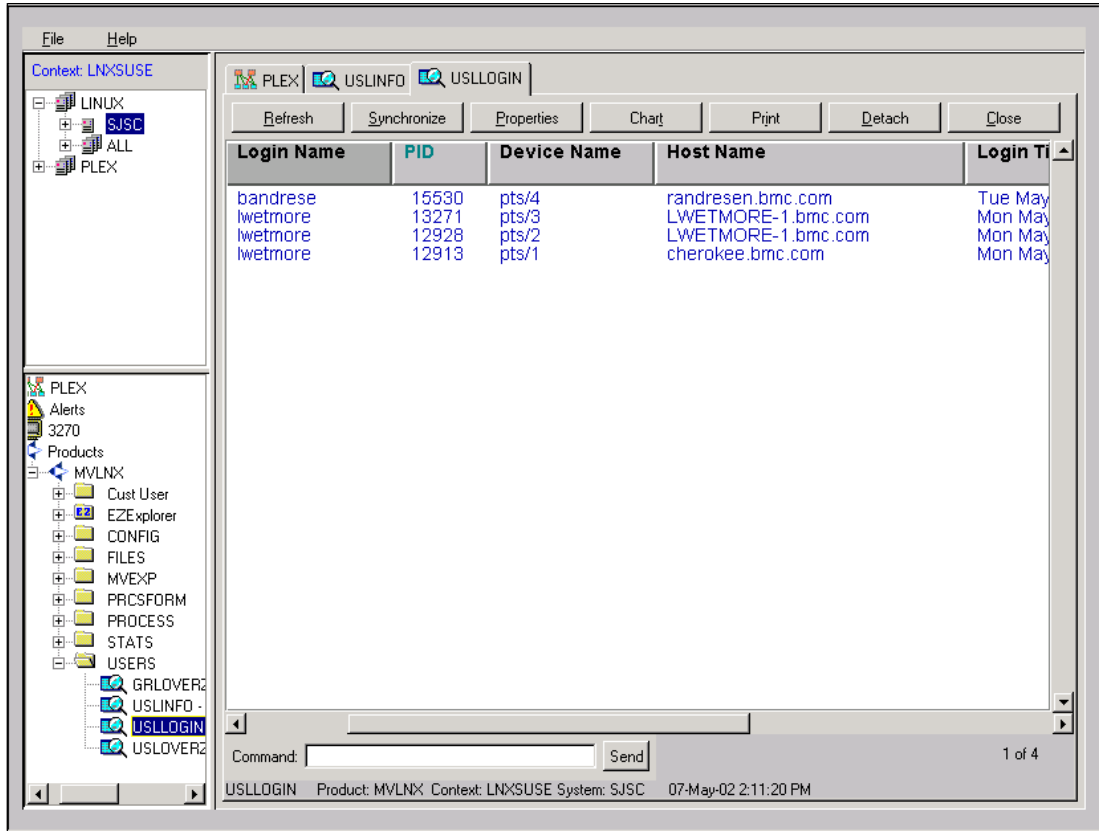 File Help
Context: LNXSUSE
LINUX
SJSC
ALL
PLEX
PLEX
Alerts
3270
Products
MVLNX
Cust User
EZExplorer
CONFIG
FILES
MVEXP
PRCSFORM
PROCESS
STATS
USERS
GRLOVERZ
USLINFO -
USLLOGIN
USLOVERZ
PLEX USLINFO USLLOGIN
Refresh Synchronize Properties Chart Print Detach Close
Login Name PID Device Name Host Name Login Ti
bandrese 15530 pts/4 randresen.bmc.com Tue May
lwetmore 13271 pts/3 LWETMORE-1.bmc.com Mon May
lwetmore 12928 pts/2 LWETMORE-1.bmc.com Mon May
lwetmore 12913 pts/1 cherokee.bmc.com Mon May
Command: Send 1 of 4
USLLOGIN Product: MVLNX Context: LNXSUSE System: SJSC 07-May-02 2:11:20 PM